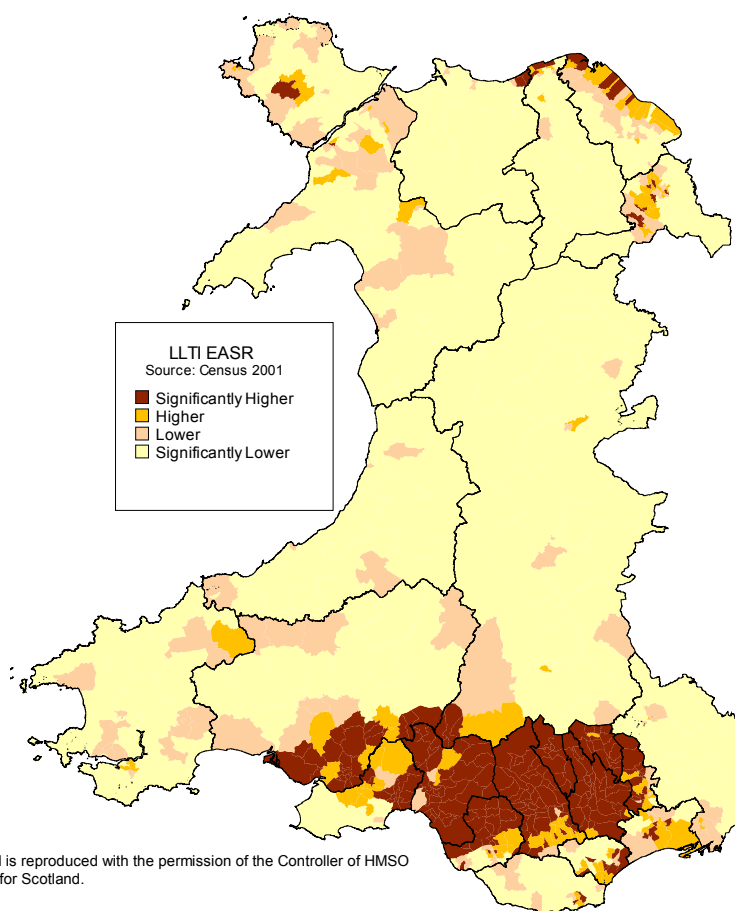 LLTI EASR
Source: Census 2001
Significantly Higher
Higher
Lower
Significantly Lower
is reproduced with the permission of the Controller of HMSO
for Scotland.